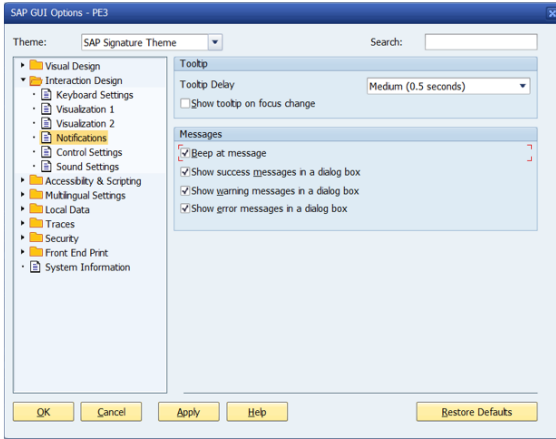 SAP GUI Options - PE3
Theme:
SAP Signature Theme
Search:
Visual Design
Interaction Design
Keyboard Settings
Visualization 1
Visualization 2
Notifications
Control Settings
Sound Settings
Accessibility & Scripting
Multilingual Settings
Local Data
Traces
Security
Front End Print
System Information
Tooltip
Tooltip Delay
Medium (0.5 seconds)
Show tooltip on focus change
Messages
Beep at message
Show success messages in a dialog box
Show warning messages in a dialog box
Show error messages in a dialog box
OK
Cancel
Apply
Help
Restore Defaults